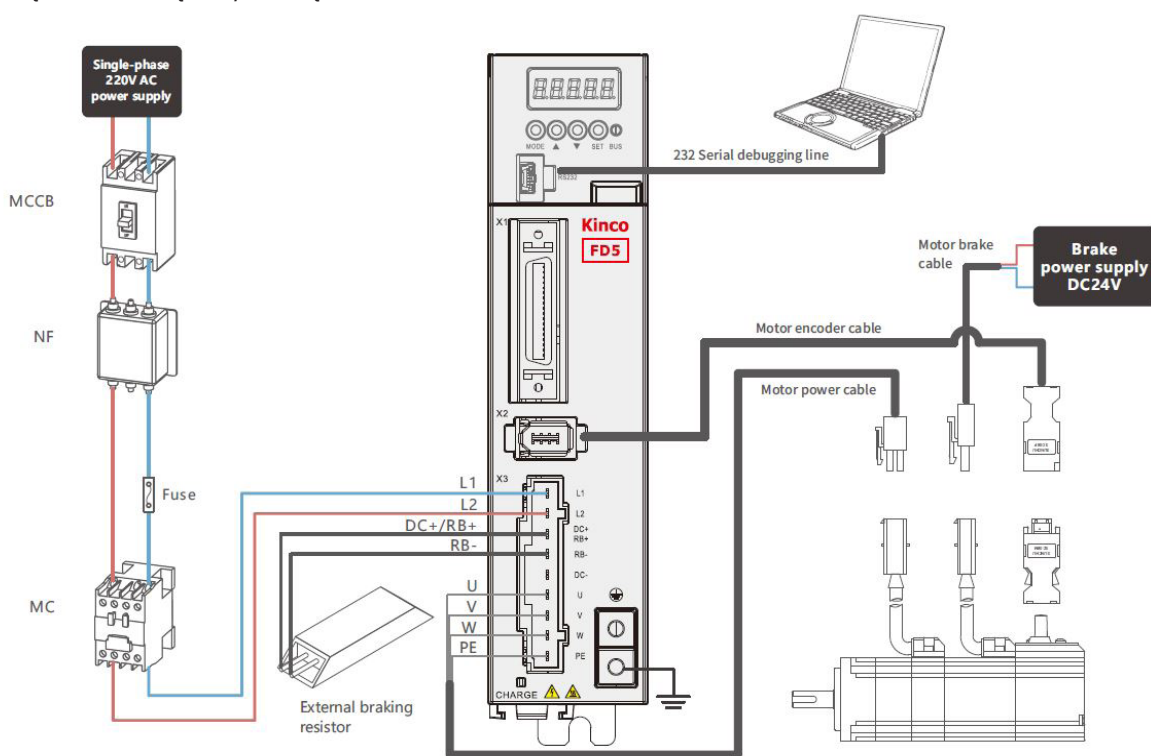 Single-phase
220V AC
power supply
MCCB
NF
Fuse
MC
MODE ▲ ▼ SET BUS
RS232
232 Serial debugging line
X1
Kinco
FD5
Motor brake
cable
Brake
power supply
DC24V
Motor encoder cable
Motor power cable
X2
X3
L1
L2
DC+/RB+
RB-
U
V
W
PE
L1
L2
DC+
RB+
RB-
DC-
U
V
W
PE
CHARGE
External braking
resistor